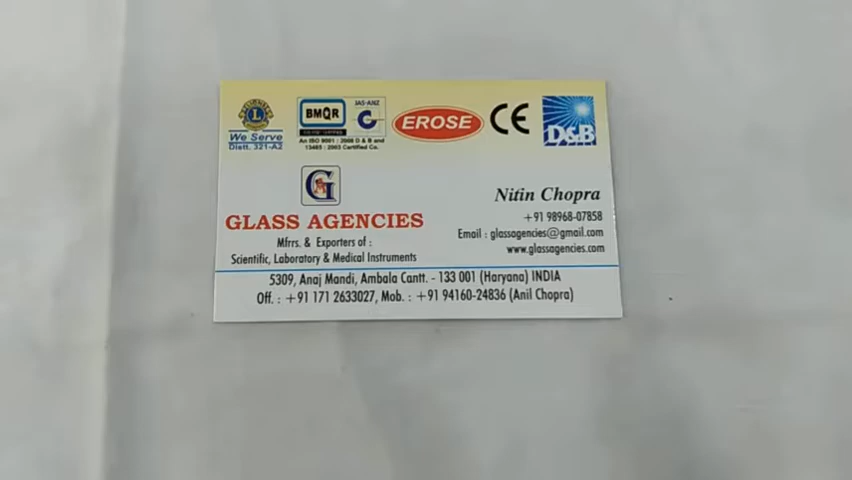 LIONS
L
We Serve
Distt. 321-A2
BMQR
JAS-ANZ
An ISO 9001 : 2008 D & B and
13485 : 2003 Certified Co.
EROSE
CE
D&B
G
GLASS AGENCIES
Mfrrs. & Exporters of :
Scientific, Laboratory & Medical Instruments
Nitin Chopra
+91 98968-07858
Email : glassagencies@gmail.com
www.glassagencies.com
5309, Anaj Mandi, Ambala Cantt. - 133 001 (Haryana) INDIA
Off. : +91 171 2633027, Mob. : +91 94160-24836 (Anil Chopra)